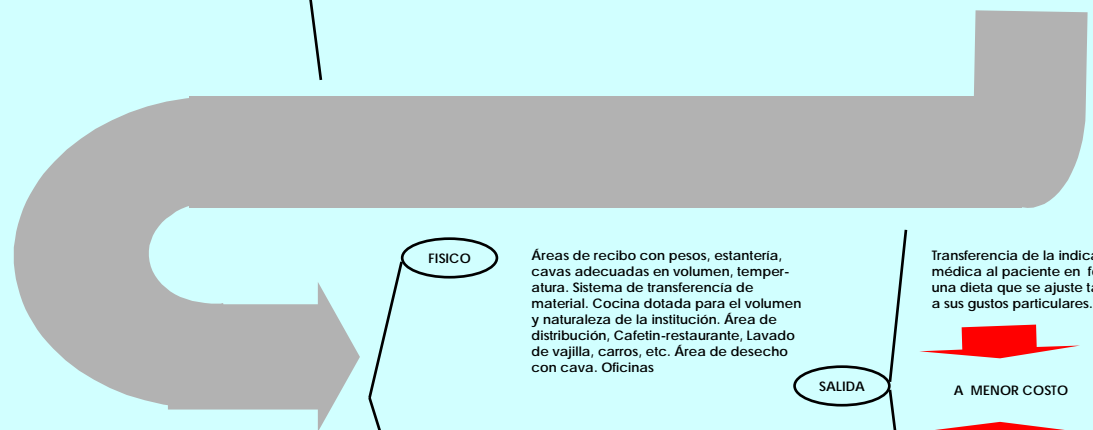 FISICO
Áreas de recibo con pesos, estantería,
cavas adecuadas en volumen, temper-
atura. Sistema de transferencia de
material. Cocina dotada para el volumen
y naturaleza de la institución. Área de
distribución, Cafetin-restaurante, Lavado
de vajilla, carros, etc. Área de desecho
con cava. Oficinas
Transferencia de la
médica al paciente en
una dieta que se ajuste
a sus gustos particulares.
SALIDA
A MENOR COSTO